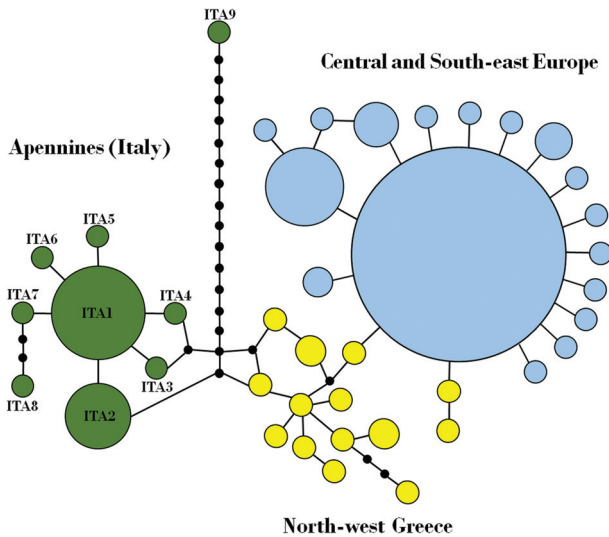 ITA9
Central and South-east Europe
Apennines (Italy)
ITA5
ITA6
ITA7
ITA4
ITA1
ITA3
ITA8
ITA2
North-west Greece